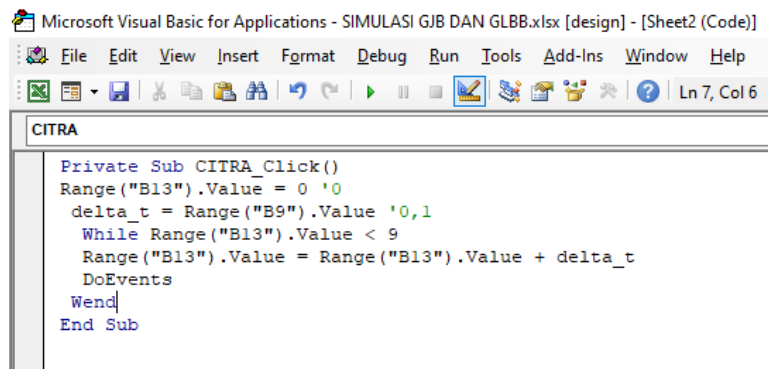 Microsoft Visual Basic for Applications - SIMULASI GJB DAN GLBB.xlsx [design] - [Sheet2 (Code)]
File Edit View Insert Format Debug Run Tools Add-Ins Window Help
Ln 7, Col 6
CITRA
Private Sub CITRA_Click()
Range("B13").Value = 0 '0
delta_t = Range("B9").Value '0,1
While Range("B13").Value < 9
Range("B13").Value = Range("B13").Value + delta_t
DoEvents
Wend
End Sub